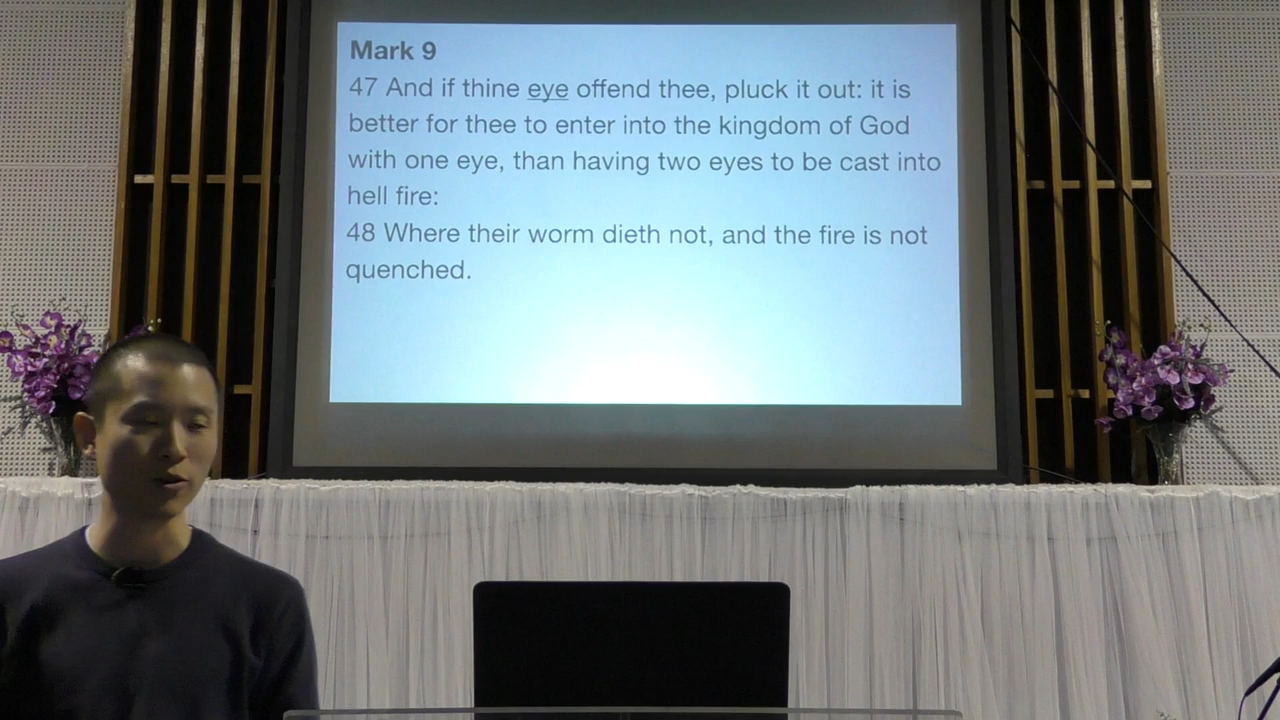 Mark 9
47 And if thine eye offend thee, pluck it out: it is
better for thee to enter into the kingdom of God
with one eye, than having two eyes to be cast into
hell fire:
48 Where their worm dieth not, and the fire is not
quenched.